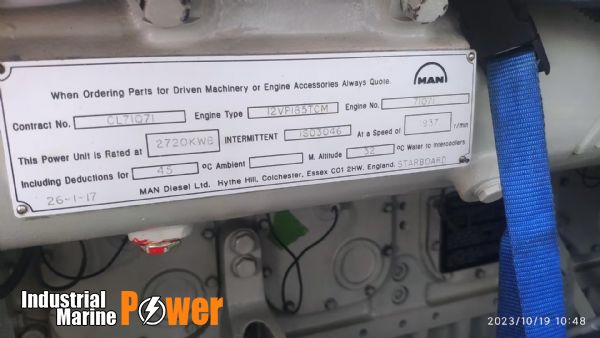 MAN
When Ordering Parts for Driven Machinery or Engine Accessories Always Quote.
Contract No. CL71Q71 Engine Type 12VP185TCM Engine No. 71Q71
This Power Unit is Rated at 2720KWB INTERMITTENT ISO3046 At a Speed of 1937 r/min
Including Deductions for 45 °C Ambient M. Altitude 32 °C Water to Intercoolers
MAN Diesel Ltd, Hythe Hill, Colchester, Essex CO1 2HW, England. STARBOARD
26-1-17
Industrial
Marine Power
2023/10/19 10:48